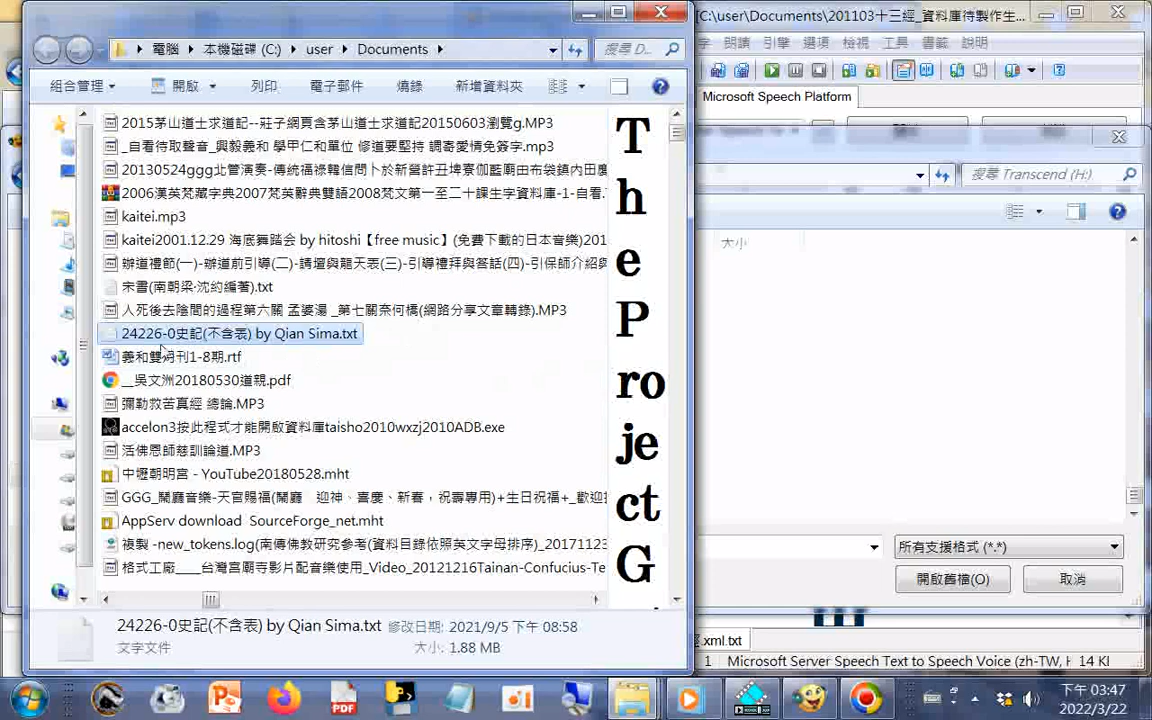 [C:\user\Documents\_201103十三經_資料庫待製作生...
電腦 ▸ 本機磁碟 (C:) ▸ user ▸ Documents ▸
搜尋 D...
朗讀 引擎 選項 檢視 工具 書籤 說明
組合管理 ▾ 開啟 ▾ 列印 電子郵件 燒錄 新增資料夾
Microsoft Speech Platform
2015茅山道士求道記--莊子網頁含茅山道士求道記20150603瀏覽g.MP3
_自看待取聲音_興毅義和 學甲仁和單位 修道要堅持 調寄愛情免簽字.mp3
20130524ggg北管演奏-傳統福祿韓信問卜於新營許丑埤寮伽藍廟由布袋鎮內田
2006漢英梵藏字典2007梵英辭典雙語2008梵文第一至二十課生字資料庫-1-自看.
kaitei.mp3
kaitei2001.12.29 海底舞踏会 by hitoshi【free music】(免費下載的日本音樂)201
辦道禮節(一)-辦道前引導(二)-請壇與龍天表(三)-引導禮拜與答話(四)-引保師介紹
宋書(南朝梁‧沈約編著).txt
人死後去陰間的過程第六關 孟婆湯 _第七關奈何橋(網路分享文章轉錄).MP3
24226-0史記(不含表) by Qian Sima.txt
義和雙月刊1-8期.rtf
__吳文洲20180530道親.pdf
彌勒救苦真經 總論.MP3
accelon3按此程式才能開啟資料庫taisho2010wxzj2010ADB.exe
活佛恩師慈訓論道.MP3
中壢朝明宮 - YouTube20180528.mht
GGG_鬧廳音樂-天官賜福(鬧廳 迎神、喜慶、新春，祝壽專用)+生日祝福+_歡迎
AppServ download SourceForge_net.mht
複製 -new_tokens.log(南傳佛教研究參考(資料目錄依照英文字母排序)_20171123
格式工廠____台灣宮廟寺影片配音樂使用_Video_20121216Tainan-Confucius-Te
T
h
e
P
ro
je
ct
G
搜尋 Transcend (H:)
大小
所有支援格式 (*.*)
開啟舊檔(O) 取消
24226-0史記(不含表) by Qian Sima.txt 修改日期: 2021/9/5 下午 08:58
文字文件 大小: 1.88 MB
.xml.txt
1 Microsoft Server Speech Text to Speech Voice (zh-TW, H 14 KI
PDF
下午 03:47
2022/3/22